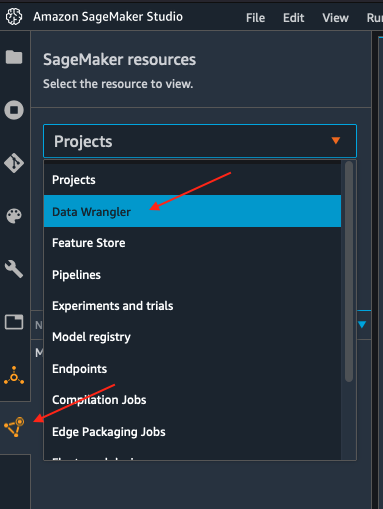 Amazon SageMaker Studio File Edit View Ru
SageMaker resources
Select the resource to view.
Projects
Projects
Data Wrangler
Feature Store
Pipelines
Experiments and trials
N
Model registry
M
Endpoints
Compilation Jobs
Edge Packaging Jobs